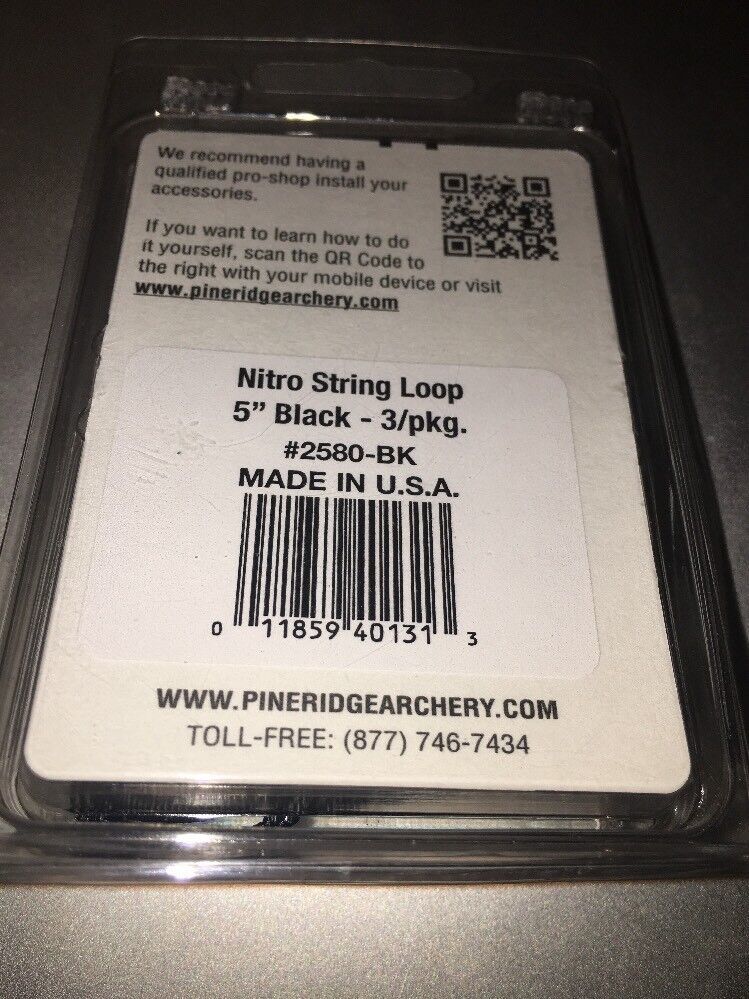 We recommend having a
qualified pro-shop install your
accessories.
If you want to learn how to do
it yourself, scan the QR Code to
the right with your mobile device or visit
www.pineridgearchery.com
Nitro String Loop
5” Black - 3/pkg.
#2580-BK
MADE IN U.S.A.
0 11859 40131 3
WWW.PINERIDGEARCHERY.COM
TOLL-FREE: (877) 746-7434